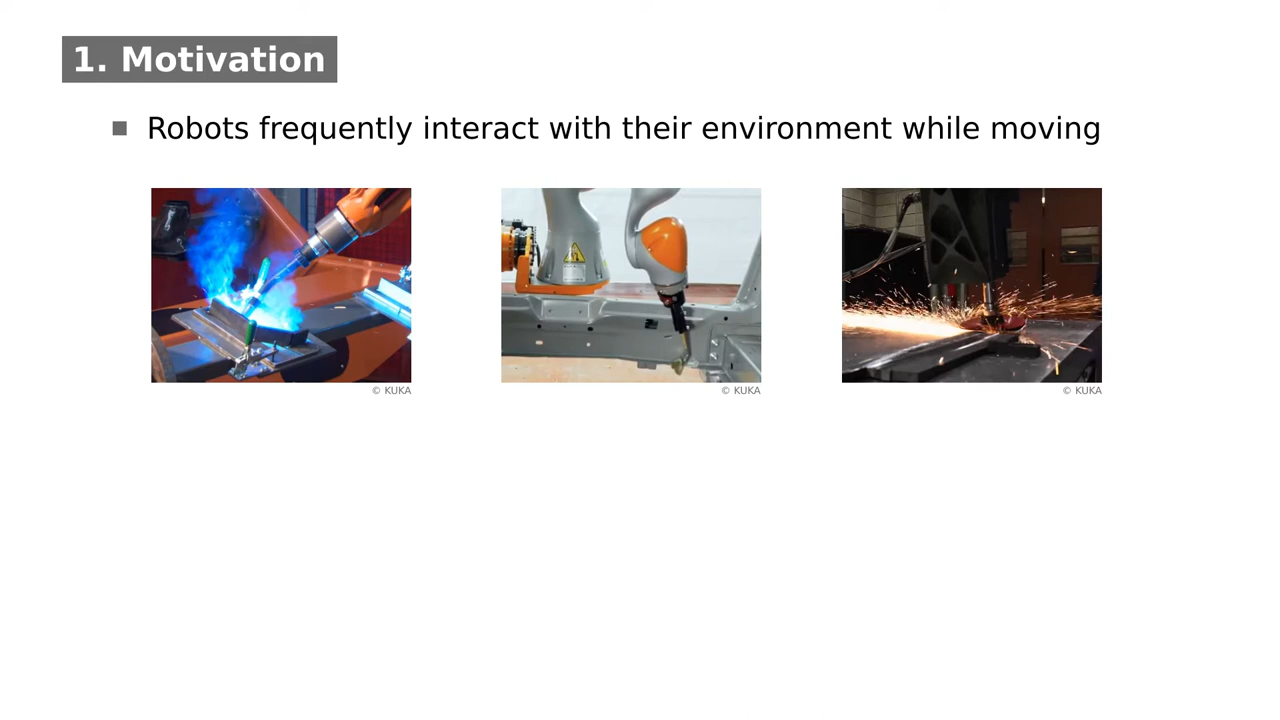 1. Motivation
Robots frequently interact with their environment while moving
© KUKA
© KUKA
© KUKA